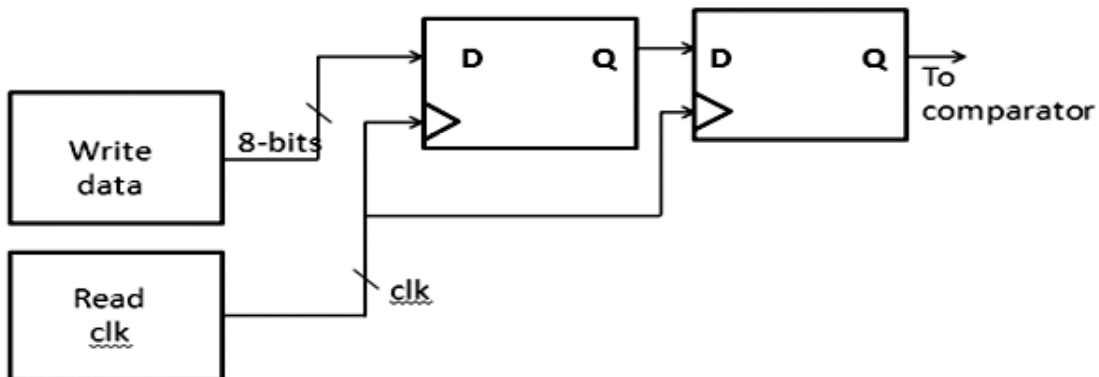 Write
data
8-bits
D
Q
D
Q
To
comparator
Read
clk
clk